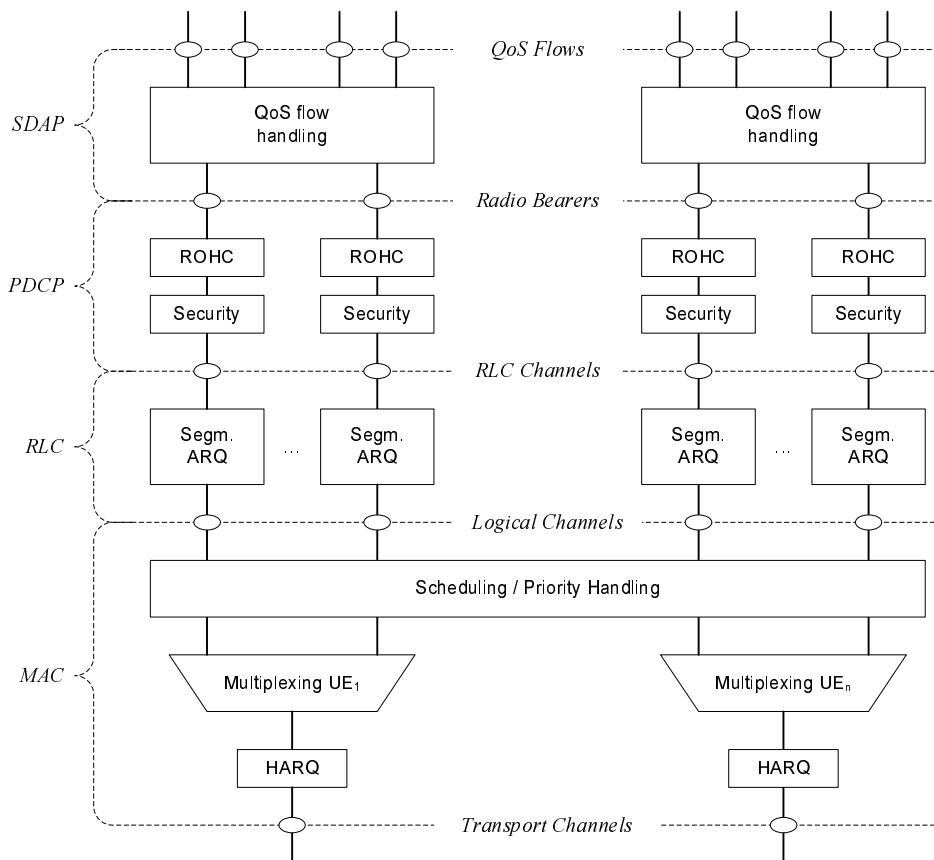 QoS Flows
QoS flow
handling
QoS flow
handling
SDAP
Radio Bearers
ROHC
ROHC
ROHC
ROHC
PDCP
Security
Security
Security
Security
RLC Channels
Segm.
ARQ
...
Segm.
ARQ
Segm.
ARQ
...
Segm.
ARQ
RLC
Logical Channels
Scheduling / Priority Handling
MAC
Multiplexing UE₁
Multiplexing UEₙ
HARQ
HARQ
Transport Channels